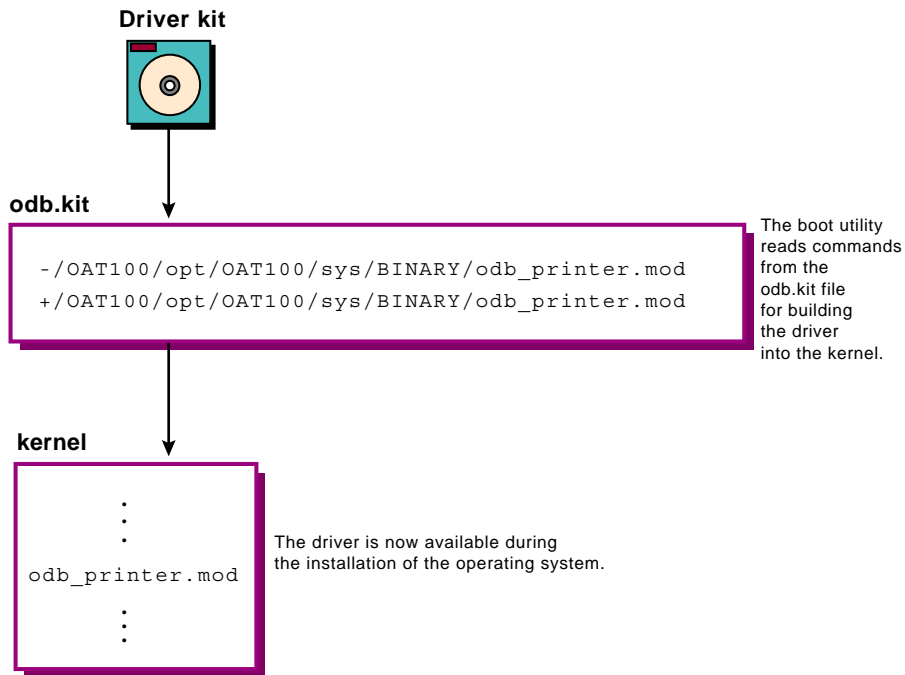 Driver kit
odb.kit
-/OAT100/opt/OAT100/sys/BINARY/odb_printer.mod
+/OAT100/opt/OAT100/sys/BINARY/odb_printer.mod
The boot utility
reads commands
from the
odb.kit file
for building
the driver
into the kernel.
kernel
.
.
.
odb_printer.mod
.
.
.
The driver is now available during
the installation of the operating system.